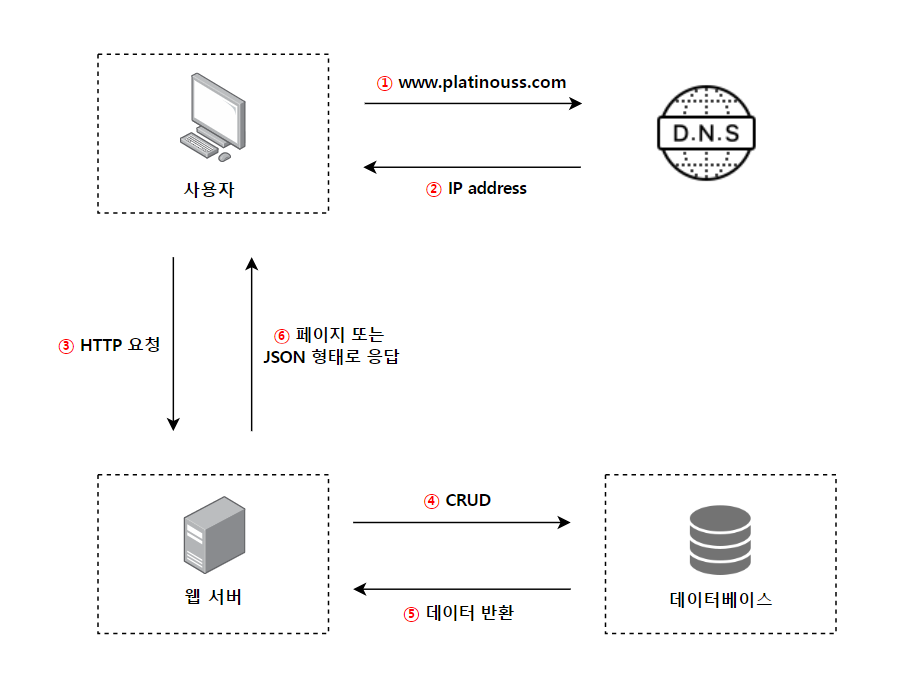 ① www.platinouss.com
D.N.S
사용자
② IP address
③ HTTP 요청
⑥ 페이지 또는
JSON 형태로 응답
④ CRUD
웹 서버
데이터베이스
⑤ 데이터 반환